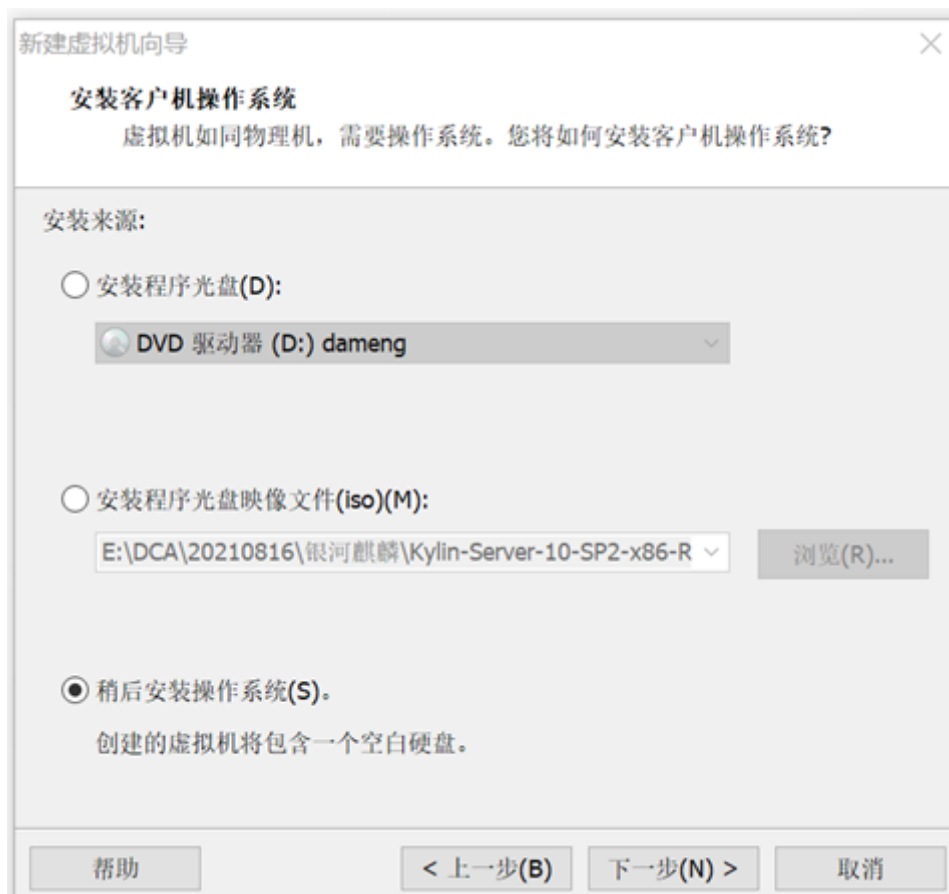 新建虚拟机向导
安装客户机操作系统
虚拟机如同物理机，需要操作系统。您将如何安装客户机操作系统?
安装来源:
安装程序光盘(D):
DVD 驱动器 (D:) dameng
安装程序光盘映像文件(iso)(M):
E:\DCA\20210816\银河麒麟\Kylin-Server-10-SP2-x86-R
浏览(R)...
稍后安装操作系统(S)。
创建的虚拟机将包含一个空白硬盘。
帮助
< 上一步(B)
下一步(N) >
取消